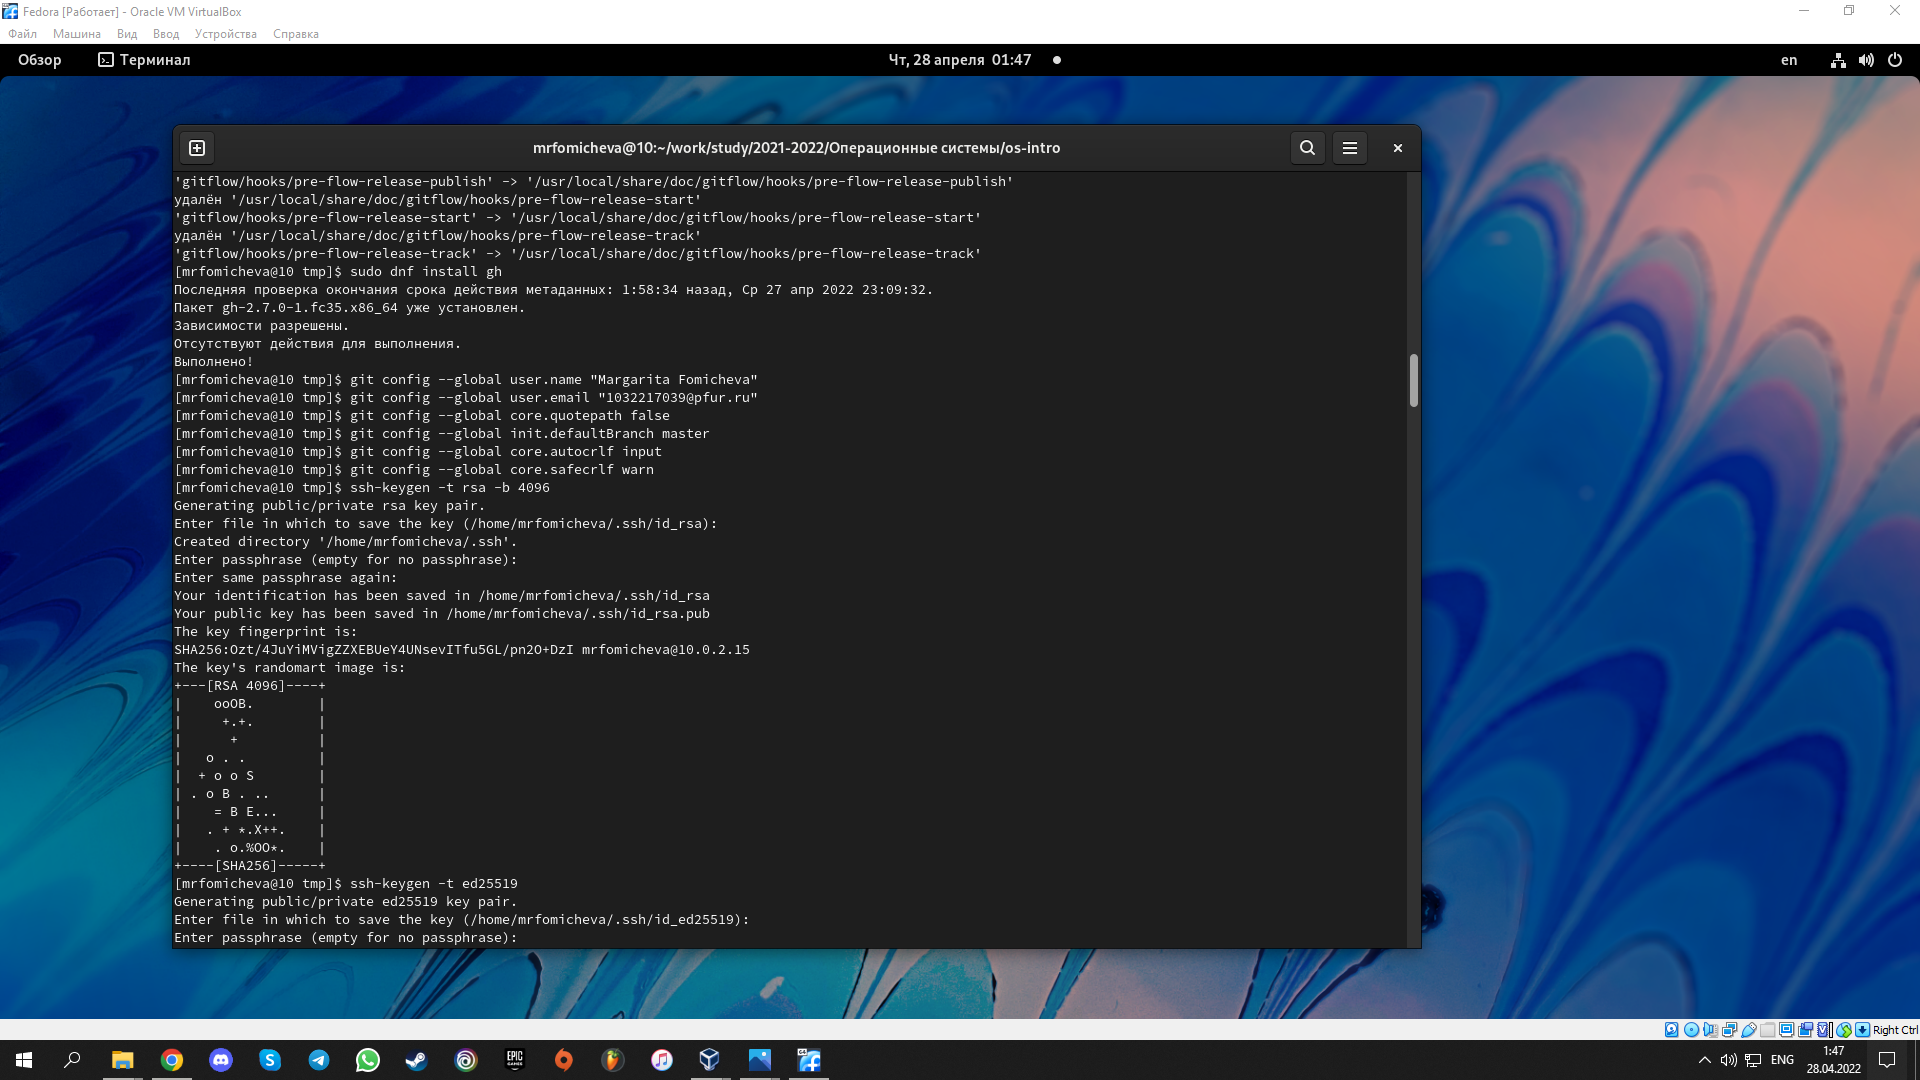 Fedora [Работает] - Oracle VM VirtualBox
Файл Машина Вид Ввод Устройства Справка
Обзор Терминал Чт, 28 апреля 01:47 en
mrfomicheva@10:~/work/study/2021-2022/Операционные системы/os-intro
'gitflow/hooks/pre-flow-release-publish' -> '/usr/local/share/doc/gitflow/hooks/pre-flow-release-publish'
удалён '/usr/local/share/doc/gitflow/hooks/pre-flow-release-start'
'gitflow/hooks/pre-flow-release-start' -> '/usr/local/share/doc/gitflow/hooks/pre-flow-release-start'
удалён '/usr/local/share/doc/gitflow/hooks/pre-flow-release-track'
'gitflow/hooks/pre-flow-release-track' -> '/usr/local/share/doc/gitflow/hooks/pre-flow-release-track'
[mrfomicheva@10 tmp]$ sudo dnf install gh
Последняя проверка окончания срока действия метаданных: 1:58:34 назад, Ср 27 апр 2022 23:09:32.
Пакет gh-2.7.0-1.fc35.x86_64 уже установлен.
Зависимости разрешены.
Отсутствуют действия для выполнения.
Выполнено!
[mrfomicheva@10 tmp]$ git config --global user.name "Margarita Fomicheva"
[mrfomicheva@10 tmp]$ git config --global user.email "1032217039@pfur.ru"
[mrfomicheva@10 tmp]$ git config --global core.quotepath false
[mrfomicheva@10 tmp]$ git config --global init.defaultBranch master
[mrfomicheva@10 tmp]$ git config --global core.autocrlf input
[mrfomicheva@10 tmp]$ git config --global core.safecrlf warn
[mrfomicheva@10 tmp]$ ssh-keygen -t rsa -b 4096
Generating public/private rsa key pair.
Enter file in which to save the key (/home/mrfomicheva/.ssh/id_rsa):
Created directory '/home/mrfomicheva/.ssh'.
Enter passphrase (empty for no passphrase):
Enter same passphrase again:
Your identification has been saved in /home/mrfomicheva/.ssh/id_rsa
Your public key has been saved in /home/mrfomicheva/.ssh/id_rsa.pub
The key fingerprint is:
SHA256:Ozt/4JuYiMVigZZXEBUeY4UNsevITfu5GL/pn2O+DzI mrfomicheva@10.0.2.15
The key's randomart image is:
+---[RSA 4096]----+
|    ooOB.        |
|     +.+.        |
|      +          |
|   o . .         |
|  + o o S        |
| . o B . ..      |
|    = B E...     |
|   . + *.X++.    |
|    . o.%OO*.    |
+----[SHA256]-----+
[mrfomicheva@10 tmp]$ ssh-keygen -t ed25519
Generating public/private ed25519 key pair.
Enter file in which to save the key (/home/mrfomicheva/.ssh/id_ed25519):
Enter passphrase (empty for no passphrase):
Right Ctrl
EPIC GAMES
ENG 1:47
28.04.2022